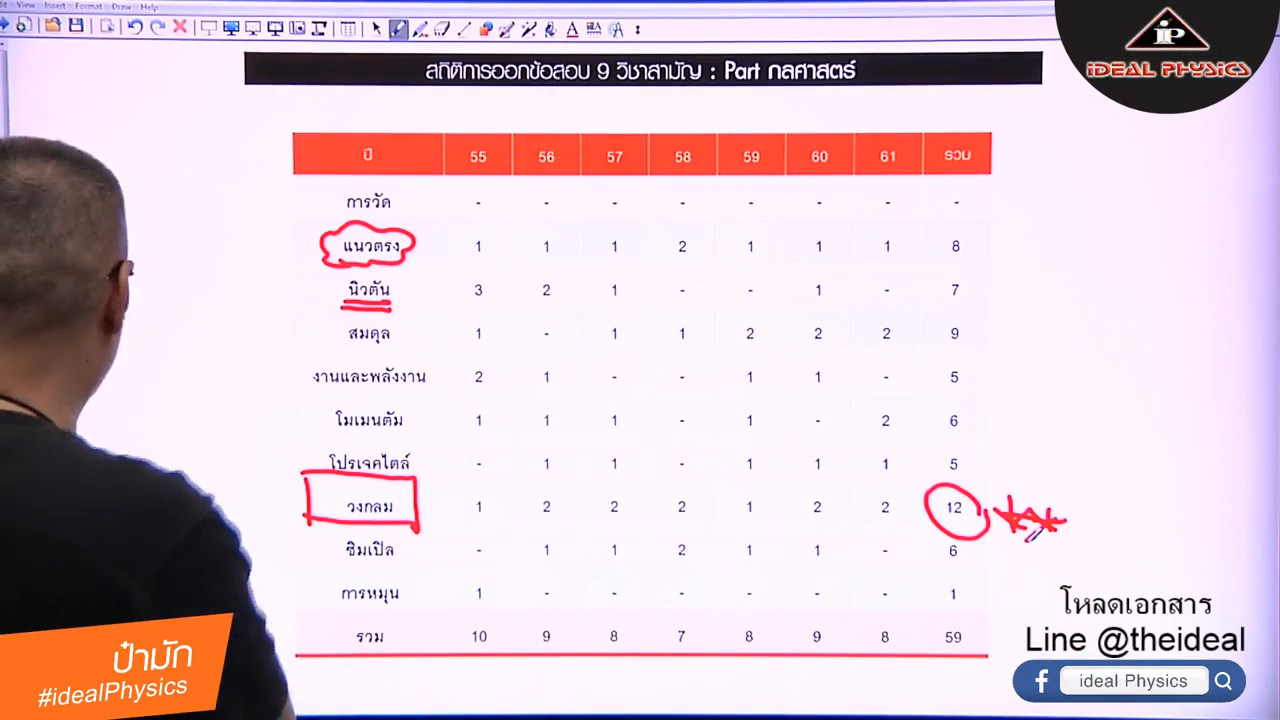 View Insert Format Draw Help
iP
iDEAL PHYSICS
สถิติการออกข้อสอบ 9 วิชาสามัญ : Part กลศาสตร์
ปี 55 56 57 58 59 60 61 รวม
การวัด - - - - - - - -
แนวตรง 1 1 1 2 1 1 1 8
นิวตัน 3 2 1 - - 1 - 7
สมดุล 1 - 1 1 2 2 2 9
งานและพลังงาน 2 1 - - 1 1 - 5
โมเมนตัม 1 1 1 - 1 - 2 6
โปรเจคไตล์ - 1 1 - 1 1 1 5
วงกลม 1 2 2 2 1 2 2 12
ซิมเปิล - 1 1 2 1 1 - 6
การหมุน 1 - - - - - - 1
รวม 10 9 8 7 8 9 8 59
โหลดเอกสาร
Line @theideal
f ideal Physics
ป๋ามัก
#idealPhysics